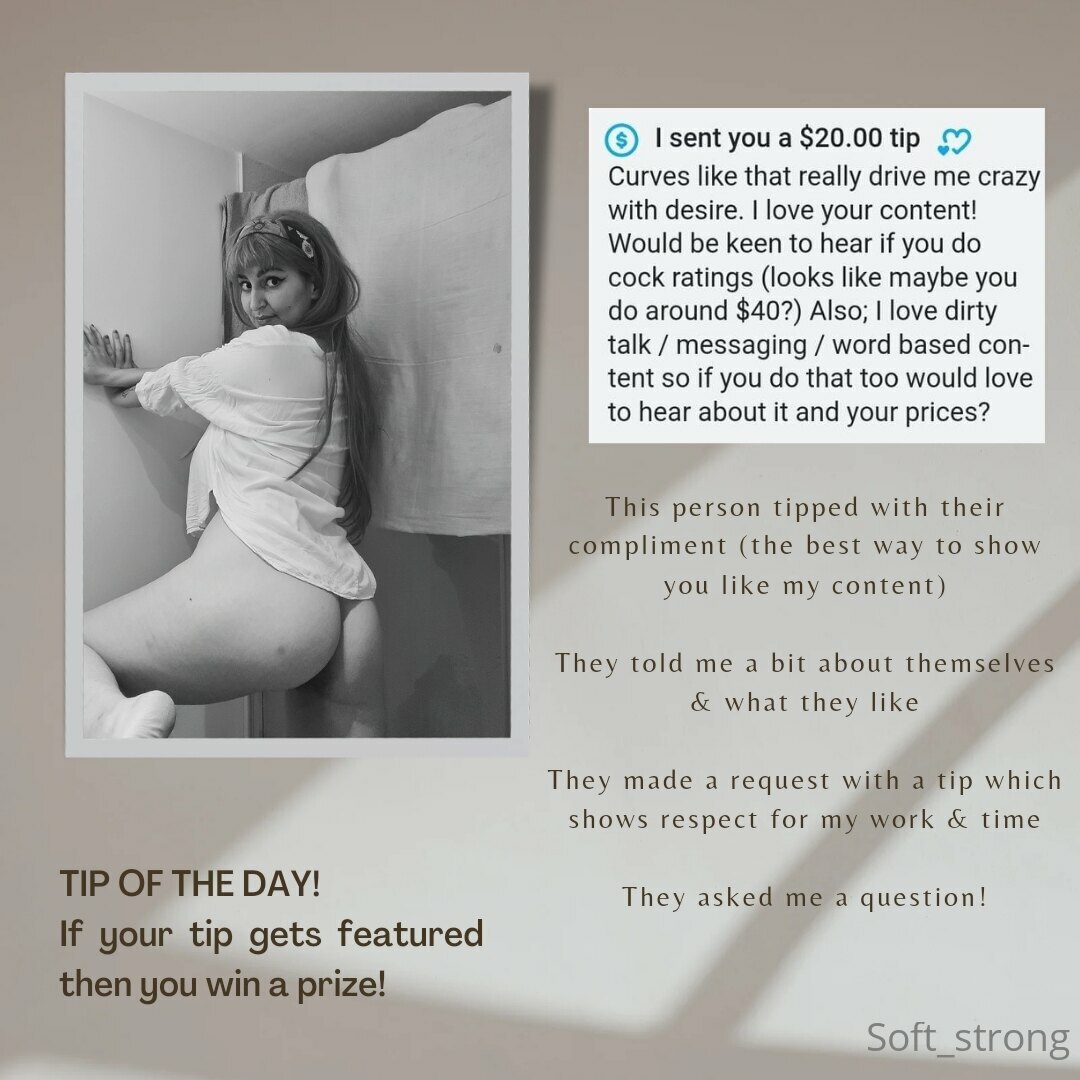 I sent you a $20.00 tip
Curves like that really drive me crazy
with desire. I love your content!
Would be keen to hear if you do
cock ratings (looks like maybe you
do around $40?) Also; I love dirty
talk / messaging / word based con-
tent so if you do that too would love
to hear about it and your prices?
This person tipped with their
compliment (the best way to show
you like my content)
They told me a bit about themselves
& what they like
They made a request with a tip which
shows respect for my work & time
They asked me a question!
TIP OF THE DAY!
If your tip gets featured
then you win a prize!
Soft_strong